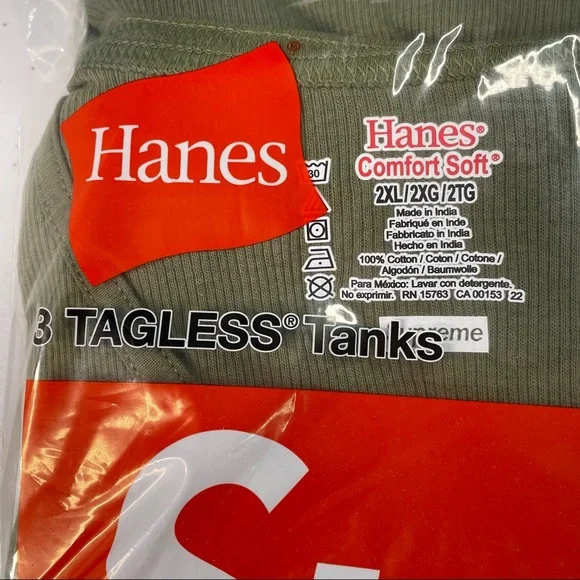 Hanes®
30
Hanes®
Comfort Soft®
2XL/2XG/2TG
Made in India
Fabriqué en Inde
Fabbricato in India
Hecho en India
100% Cotton / Coton / Cotone /
Algodón / Baumwolle
Para México: Lavar con detergente.
No exprimir. RN 15763 CA 00153 22
3 TAGLESS® Tanks
Supreme